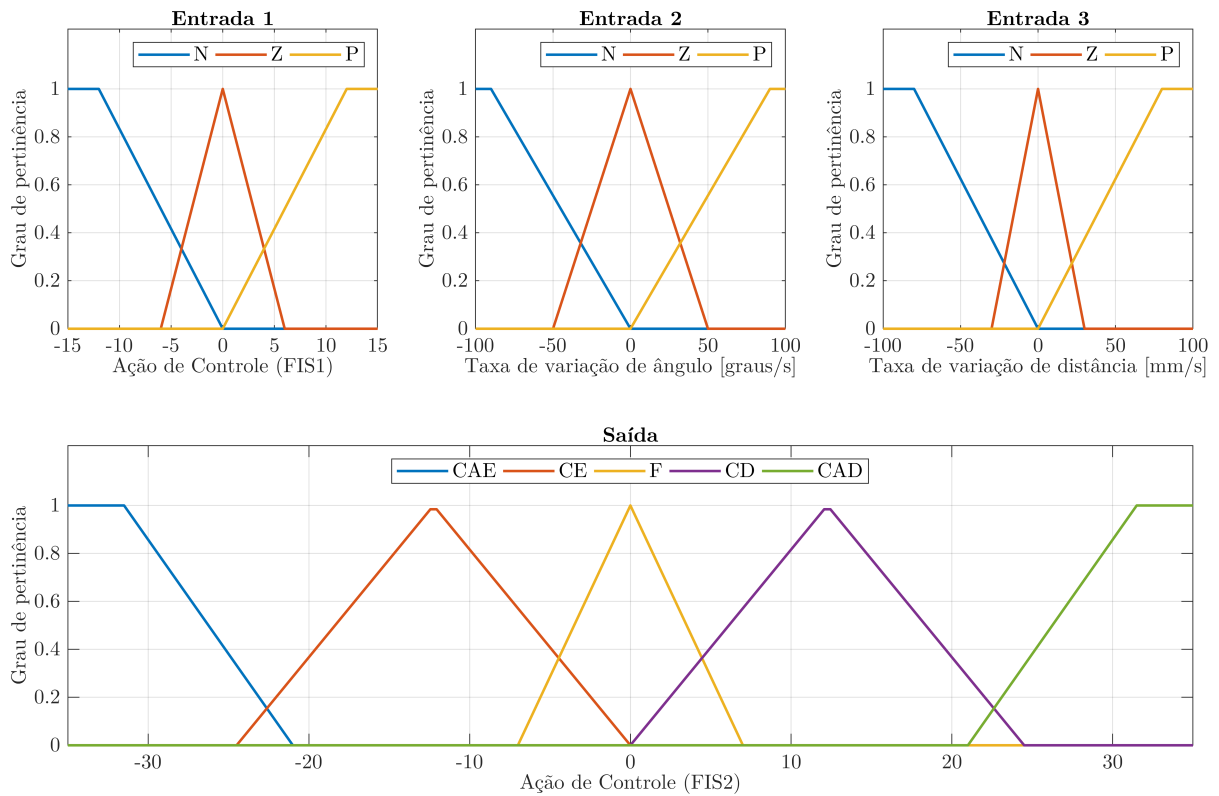 Entrada 1
N Z P
Grau de pertinência
1
0.8
0.6
0.4
0.2
0
-15 -10 -5 0 5 10 15
Ação de Controle (FIS1)
Entrada 2
N Z P
Grau de pertinência
1
0.8
0.6
0.4
0.2
0
-100 -50 0 50 100
Taxa de variação de ângulo [graus/s]
Entrada 3
N Z P
Grau de pertinência
1
0.8
0.6
0.4
0.2
0
-100 -50 0 50 100
Taxa de variação de distância [mm/s]
Saída
CAE CE F CD CAD
Grau de pertinência
1
0.8
0.6
0.4
0.2
0
-30 -20 -10 0 10 20 30
Ação de Controle (FIS2)